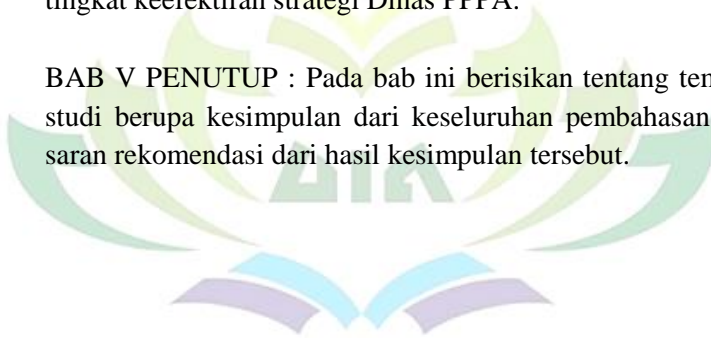 tingkat keefektifan strategi Dinas PPPA.
BAB V PENUTUP : Pada bab ini berisikan tentang
studi berupa kesimpulan dari keseluruhan pembahasan
saran rekomendasi dari hasil kesimpulan tersebut.